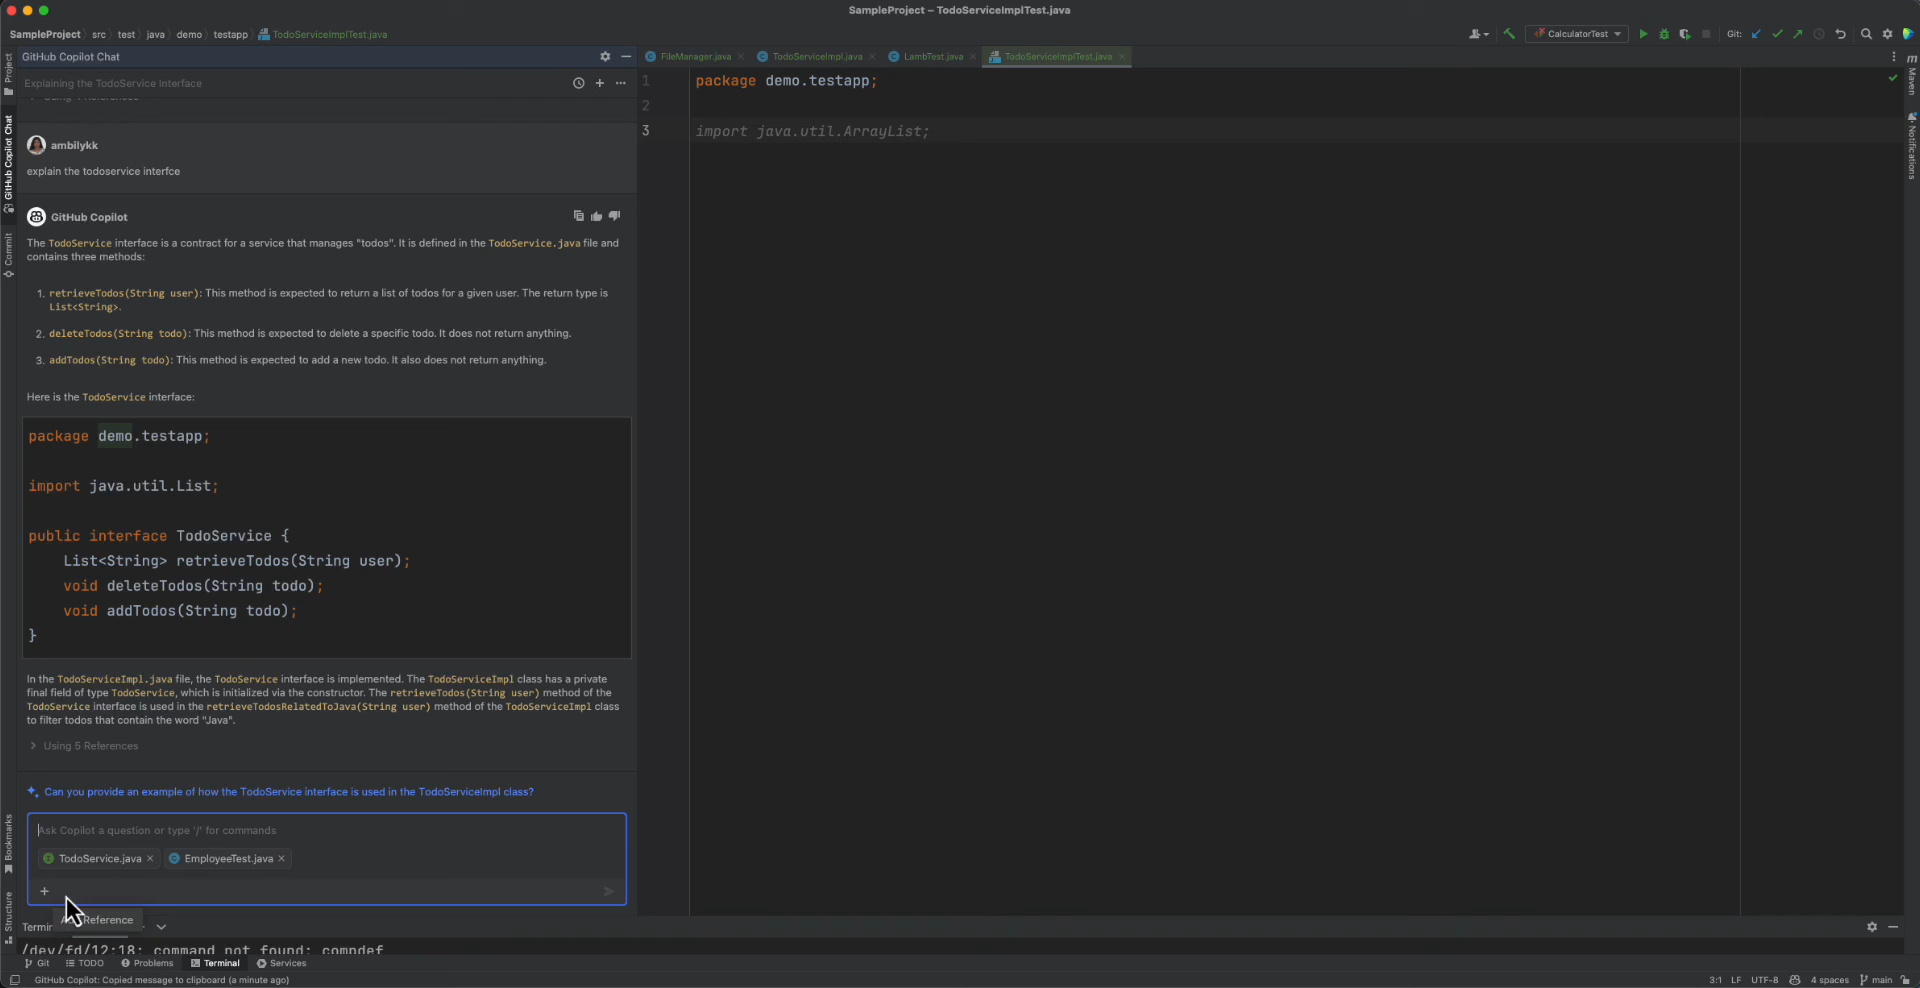 SampleProject – TodoServiceImplTest.java
SampleProject src test java demo testapp TodoServiceImplTest.java
CalculatorTest
Git:
GitHub Copilot Chat
FileManager.java TodoServiceImpl.java LambTest.java TodoServiceImplTest.java
Explaining the TodoService Interface
Project
GitHub Copilot Chat
Commit
Bookmarks
Structure
m
Maven
Notifications
ambilykk
explain the todoservice interfce
GitHub Copilot
The TodoService interface is a contract for a service that manages "todos". It is defined in the TodoService.java file and
contains three methods:
1. retrieveTodos(String user): This method is expected to return a list of todos for a given user. The return type is
List<String>.
2. deleteTodos(String todo): This method is expected to delete a specific todo. It does not return anything.
3. addTodos(String todo): This method is expected to add a new todo. It also does not return anything.
Here is the TodoService interface:
package demo.testapp;
import java.util.List;
public interface TodoService {
List<String> retrieveTodos(String user);
void deleteTodos(String todo);
void addTodos(String todo);
}
In the TodoServiceImpl.java file, the TodoService interface is implemented. The TodoServiceImpl class has a private
final field of type TodoService, which is initialized via the constructor. The retrieveTodos(String user) method of the
TodoService interface is used in the retrieveTodosRelatedToJava(String user) method of the TodoServiceImpl class
to filter todos that contain the word "Java".
Using 5 References
Can you provide an example of how the TodoService interface is used in the TodoServiceImpl class?
Ask Copilot a question or type '/' for commands
TodoService.java EmployeeTest.java
Reference
1 package demo.testapp;
2
3 import java.util.ArrayList;
/dev/fd/12:18: command not found: compdef
Git TODO Problems Terminal Services
GitHub Copilot: Copied message to clipboard (a minute ago)
3:1 LF UTF-8 4 spaces main